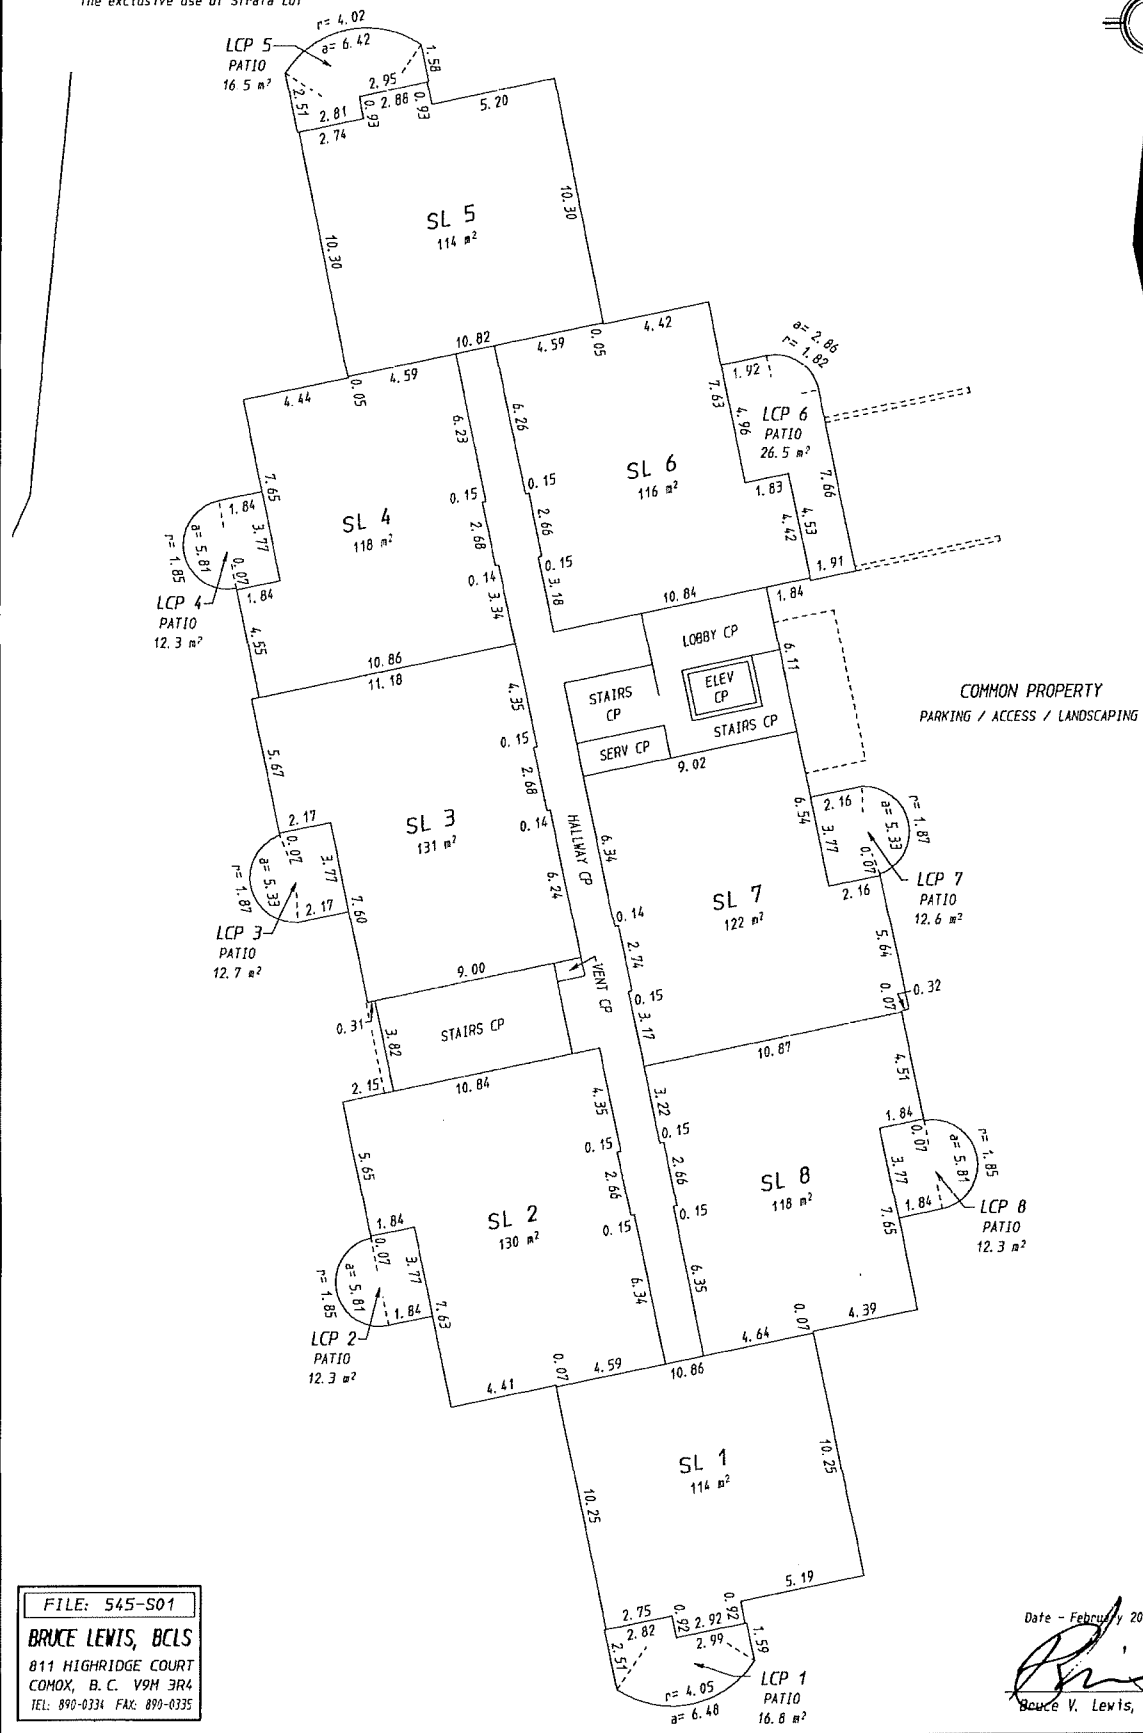 the exclusive use of Strata Lot
r= 4.02
a= 6.42
LCP 5
PATIO
16.5 m²
1.58
2.95
2.88
2.51
2.81
0.93
0.93
5.20
2.74
10.30
SL 5
114 m²
10.30
10.82
4.59
0.05
4.42
a= 2.86
r= 1.82
4.44
0.05
4.59
1.92
7.63
4.96
LCP 6
PATIO
26.5 m²
6.23
6.26
7.65
SL 6
116 m²
0.15
0.15
1.83
7.66
4.53
4.42
1.84
3.77
SL 4
118 m²
2.68
2.66
a= 5.81
r= 1.85
0.07
0.15
0.14
3.18
3.34
1.91
1.84
LCP 4
PATIO
12.3 m²
10.84
1.84
4.55
LOBBY CP
6.11
10.86
11.18
4.35
STAIRS
CP
ELEV
CP
COMMON PROPERTY
PARKING / ACCESS / LANDSCAPING
0.15
SERV CP
STAIRS CP
5.67
2.68
9.02
2.17
SL 3
131 m²
0.14
HALLWAY CP
6.54
2.16
r= 1.87
a= 5.33
0.07
3.77
6.34
3.77
0.07
a= 5.33
r= 1.87
6.24
2.16
LCP 7
PATIO
12.6 m²
2.17
7.60
SL 7
122 m²
0.14
LCP 3
PATIO
12.7 m²
2.74
5.64
9.00
VENT CP
0.15
0.07
0.32
0.31
3.82
STAIRS CP
3.17
2.15
10.84
10.87
4.51
4.35
3.22
1.84
0.15
0.15
0.07
a= 5.81
r= 1.85
5.65
2.66
2.66
SL 8
118 m²
3.77
1.84
SL 2
130 m²
0.15
0.15
7.65
LCP 8
PATIO
12.3 m²
1.84
0.07
3.77
a= 5.81
r= 1.85
6.34
6.35
1.84
7.63
LCP 2
PATIO
12.3 m²
0.07
4.39
4.64
4.41
0.07
4.59
10.86
SL 1
114 m²
10.25
10.25
5.19
2.75
0.92
2.92
0.92
2.82
2.99
1.59
2.51
LCP 1
PATIO
16.8 m²
r= 4.05
a= 6.48
FILE: 545-S01
BRUCE LEWIS, BCLS
811 HIGHRIDGE COURT
COMOX, B.C. V9M 3R4
TEL: 890-0334 FAX: 890-0335
Date - February 20
Bruce V. Lewis,